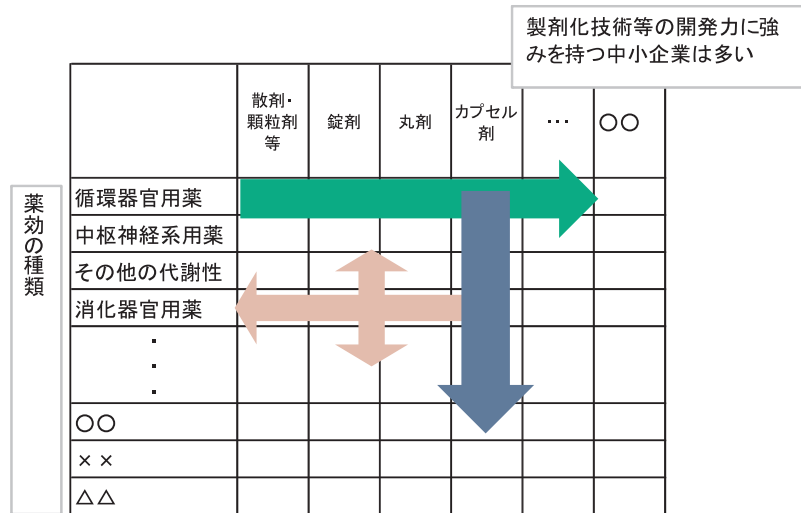 製剤化技術等の開発力に強
みを持つ中小企業は多い
散剤・
顆粒剤
等
錠剤
丸剤
カプセル
剤
…
○○
薬効の種類
循環器官用薬
中枢神経系用薬
その他の代謝性
消化器官用薬
・
・
・
○○
××
△△